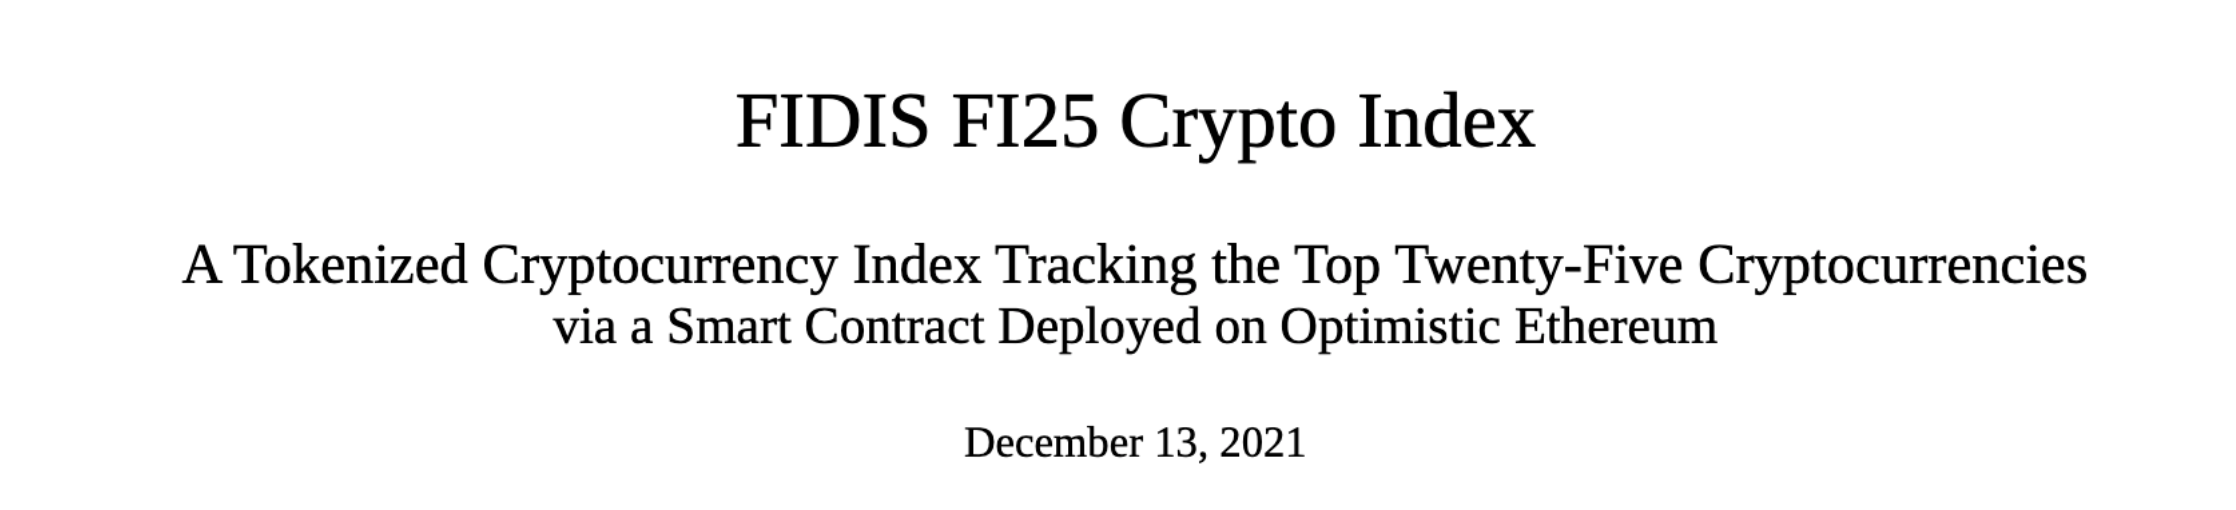 FIDIS FI25 Crypto Index
A Tokenized Cryptocurrency Index Tracking the Top Twenty-Five Cryptocurrencies
via a Smart Contract Deployed on Optimistic Ethereum
December 13, 2021